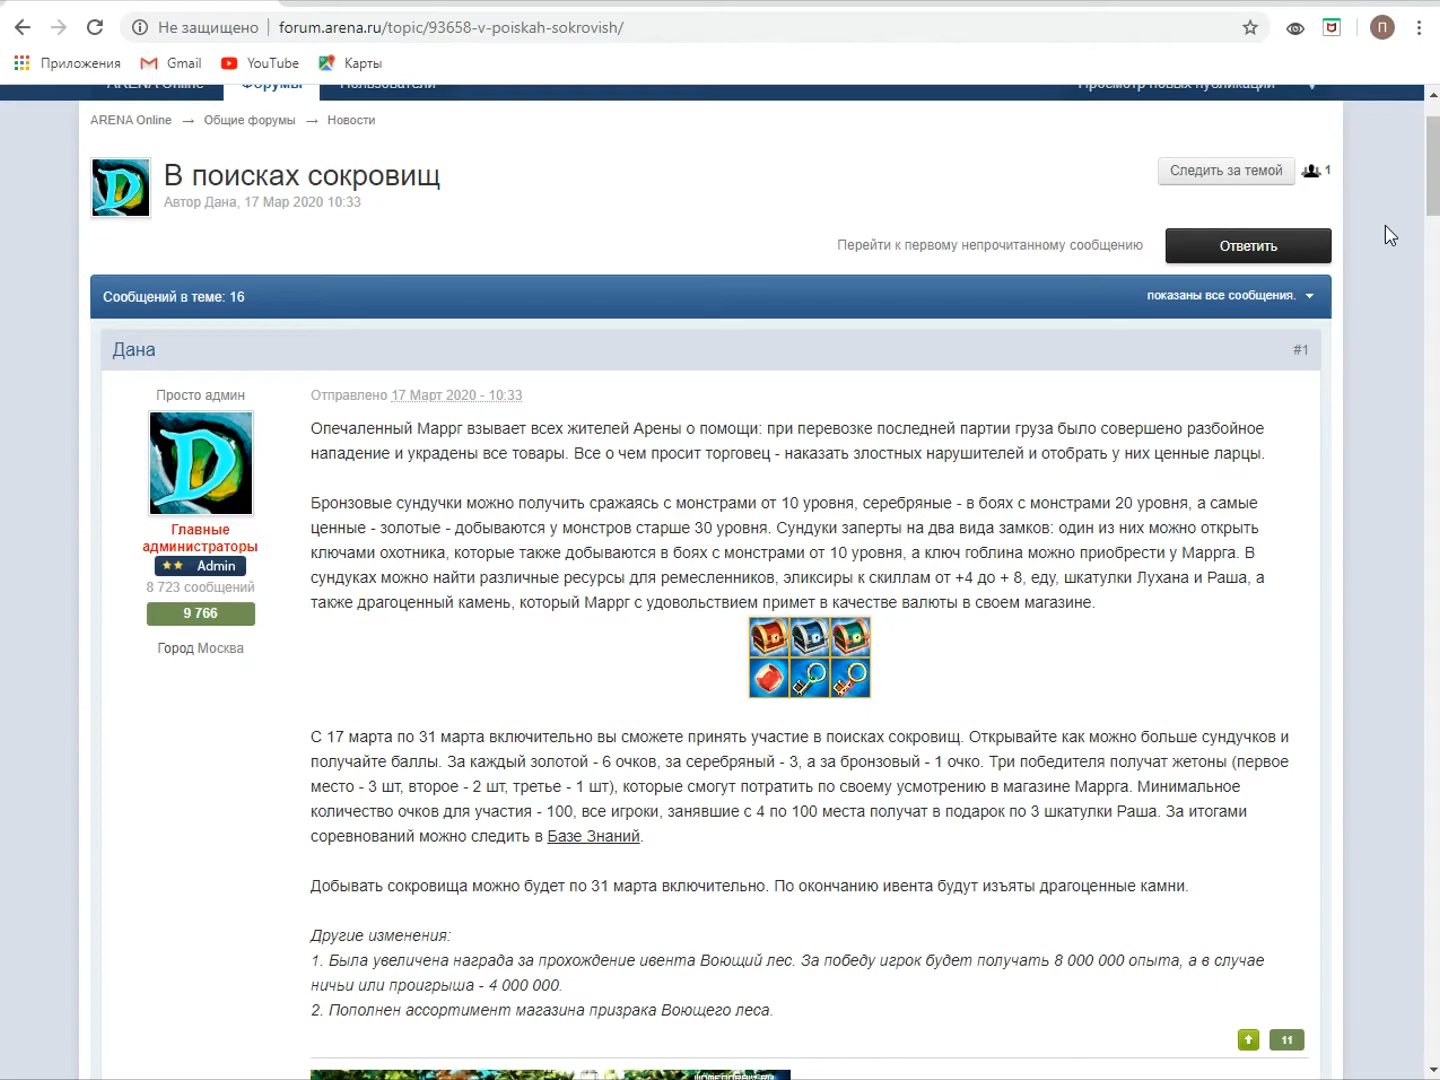 Не защищено | forum.arena.ru/topic/93658-v-poiskah-sokrovish/
П
Приложения Gmail YouTube Карты
ARENA Online Форумы Пользователи Просмотр новых публикаций
ARENA Online → Общие форумы → Новости
В поисках сокровищ
Автор Дана, 17 Мар 2020 10:33
Следить за темой 1
Перейти к первому непрочитанному сообщению Ответить
Сообщений в теме: 16 показаны все сообщения.
Дана #1
Просто админ
Главные
администраторы
Admin
8 723 сообщений
9 766
Город Москва
Отправлено 17 Март 2020 - 10:33
Опечаленный Маррг взывает всех жителей Арены о помощи: при перевозке последней партии груза было совершено разбойное
нападение и украдены все товары. Все о чем просит торговец - наказать злостных нарушителей и отобрать у них ценные ларцы.
Бронзовые сундучки можно получить сражаясь с монстрами от 10 уровня, серебряные - в боях с монстрами 20 уровня, а самые
ценные - золотые - добываются у монстров старше 30 уровня. Сундуки заперты на два вида замков: один из них можно открыть
ключами охотника, которые также добываются в боях с монстрами от 10 уровня, а ключ гоблина можно приобрести у Маррга. В
сундуках можно найти различные ресурсы для ремесленников, эликсиры к скиллам от +4 до + 8, еду, шкатулки Лухана и Раша, а
также драгоценный камень, который Маррг с удовольствием примет в качестве валюты в своем магазине.
С 17 марта по 31 марта включительно вы сможете принять участие в поисках сокровищ. Открывайте как можно больше сундучков и
получайте баллы. За каждый золотой - 6 очков, за серебряный - 3, а за бронзовый - 1 очко. Три победителя получат жетоны (первое
место - 3 шт, второе - 2 шт, третье - 1 шт), которые смогут потратить по своему усмотрению в магазине Маррга. Минимальное
количество очков для участия - 100, все игроки, занявшие с 4 по 100 места получат в подарок по 3 шкатулки Раша. За итогами
соревнований можно следить в Базе Знаний.
Добывать сокровища можно будет по 31 марта включительно. По окончанию ивента будут изъяты драгоценные камни.
Другие изменения:
1. Была увеличена награда за прохождение ивента Воющий лес. За победу игрок будет получать 8 000 000 опыта, а в случае
ничьи или проигрыша - 4 000 000.
2. Пополнен ассортимент магазина призрака Воющего леса.
11